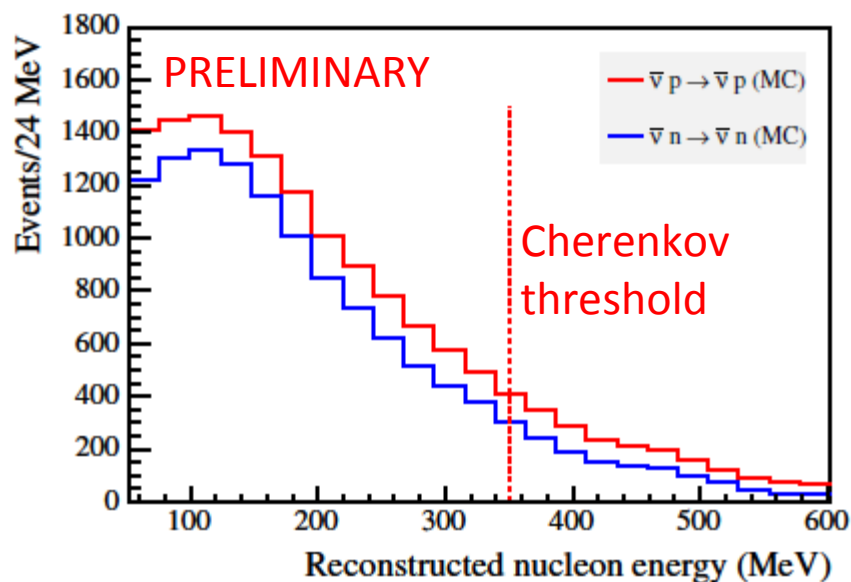 PRELIMINARY
ν̅ p → ν̅ p (MC)
ν̅ n → ν̅ n (MC)
Cherenkov
threshold
Events/24 MeV
1800
1600
1400
1200
1000
800
600
400
200
0
100 200 300 400 500 600
Reconstructed nucleon energy (MeV)